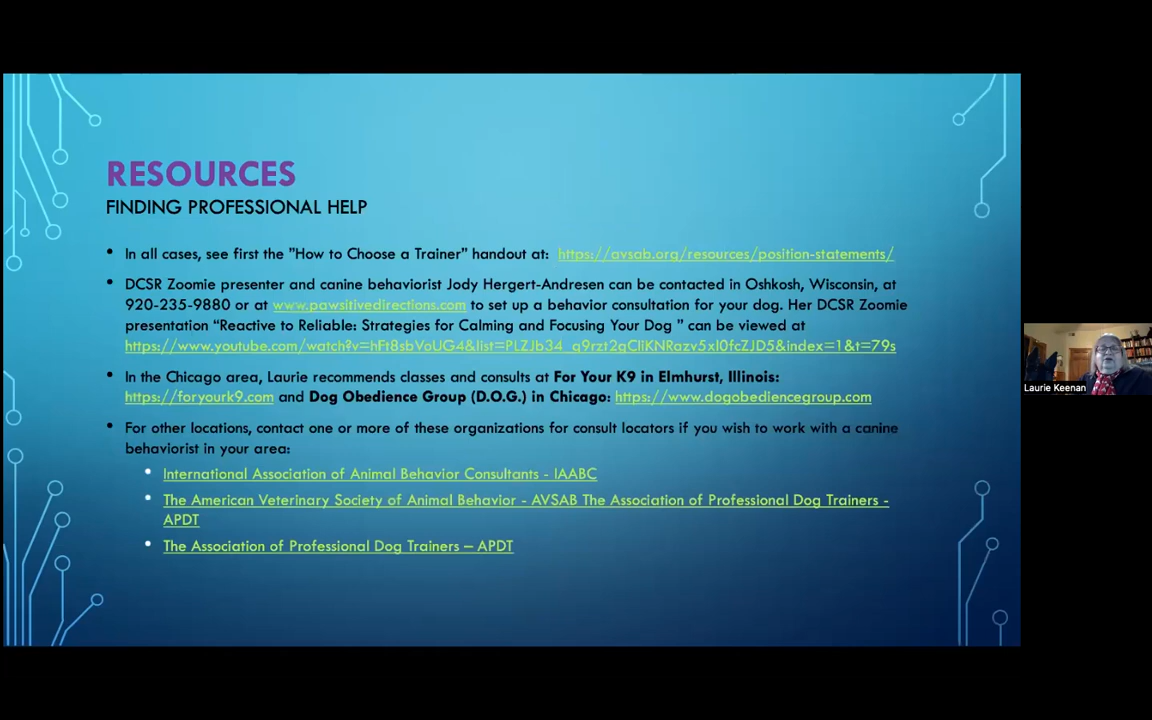 RESOURCES
FINDING PROFESSIONAL HELP
• In all cases, see first the "How to Choose a Trainer" handout at: https://avsab.org/resources/position-statements/
• DCSR Zoomie presenter and canine behaviorist Jody Hergert-Andresen can be contacted in Oshkosh, Wisconsin, at
920-235-9880 or at www.pawsitivedirections.com to set up a behavior consultation for your dog. Her DCSR Zoomie
presentation “Reactive to Reliable: Strategies for Calming and Focusing Your Dog ” can be viewed at
https://www.youtube.com/watch?v=hFt8sbVoUG4&list=PLZJb34_q9rzt2gCliKNRazv5xl0fcZJD5&index=1&t=79s
• In the Chicago area, Laurie recommends classes and consults at For Your K9 in Elmhurst, Illinois:
https://foryourk9.com and Dog Obedience Group (D.O.G.) in Chicago: https://www.dogobediencegroup.com
• For other locations, contact one or more of these organizations for consult locators if you wish to work with a canine
behaviorist in your area:
• International Association of Animal Behavior Consultants - IAABC
• The American Veterinary Society of Animal Behavior - AVSAB The Association of Professional Dog Trainers -
APDT
• The Association of Professional Dog Trainers – APDT
Laurie Keenan